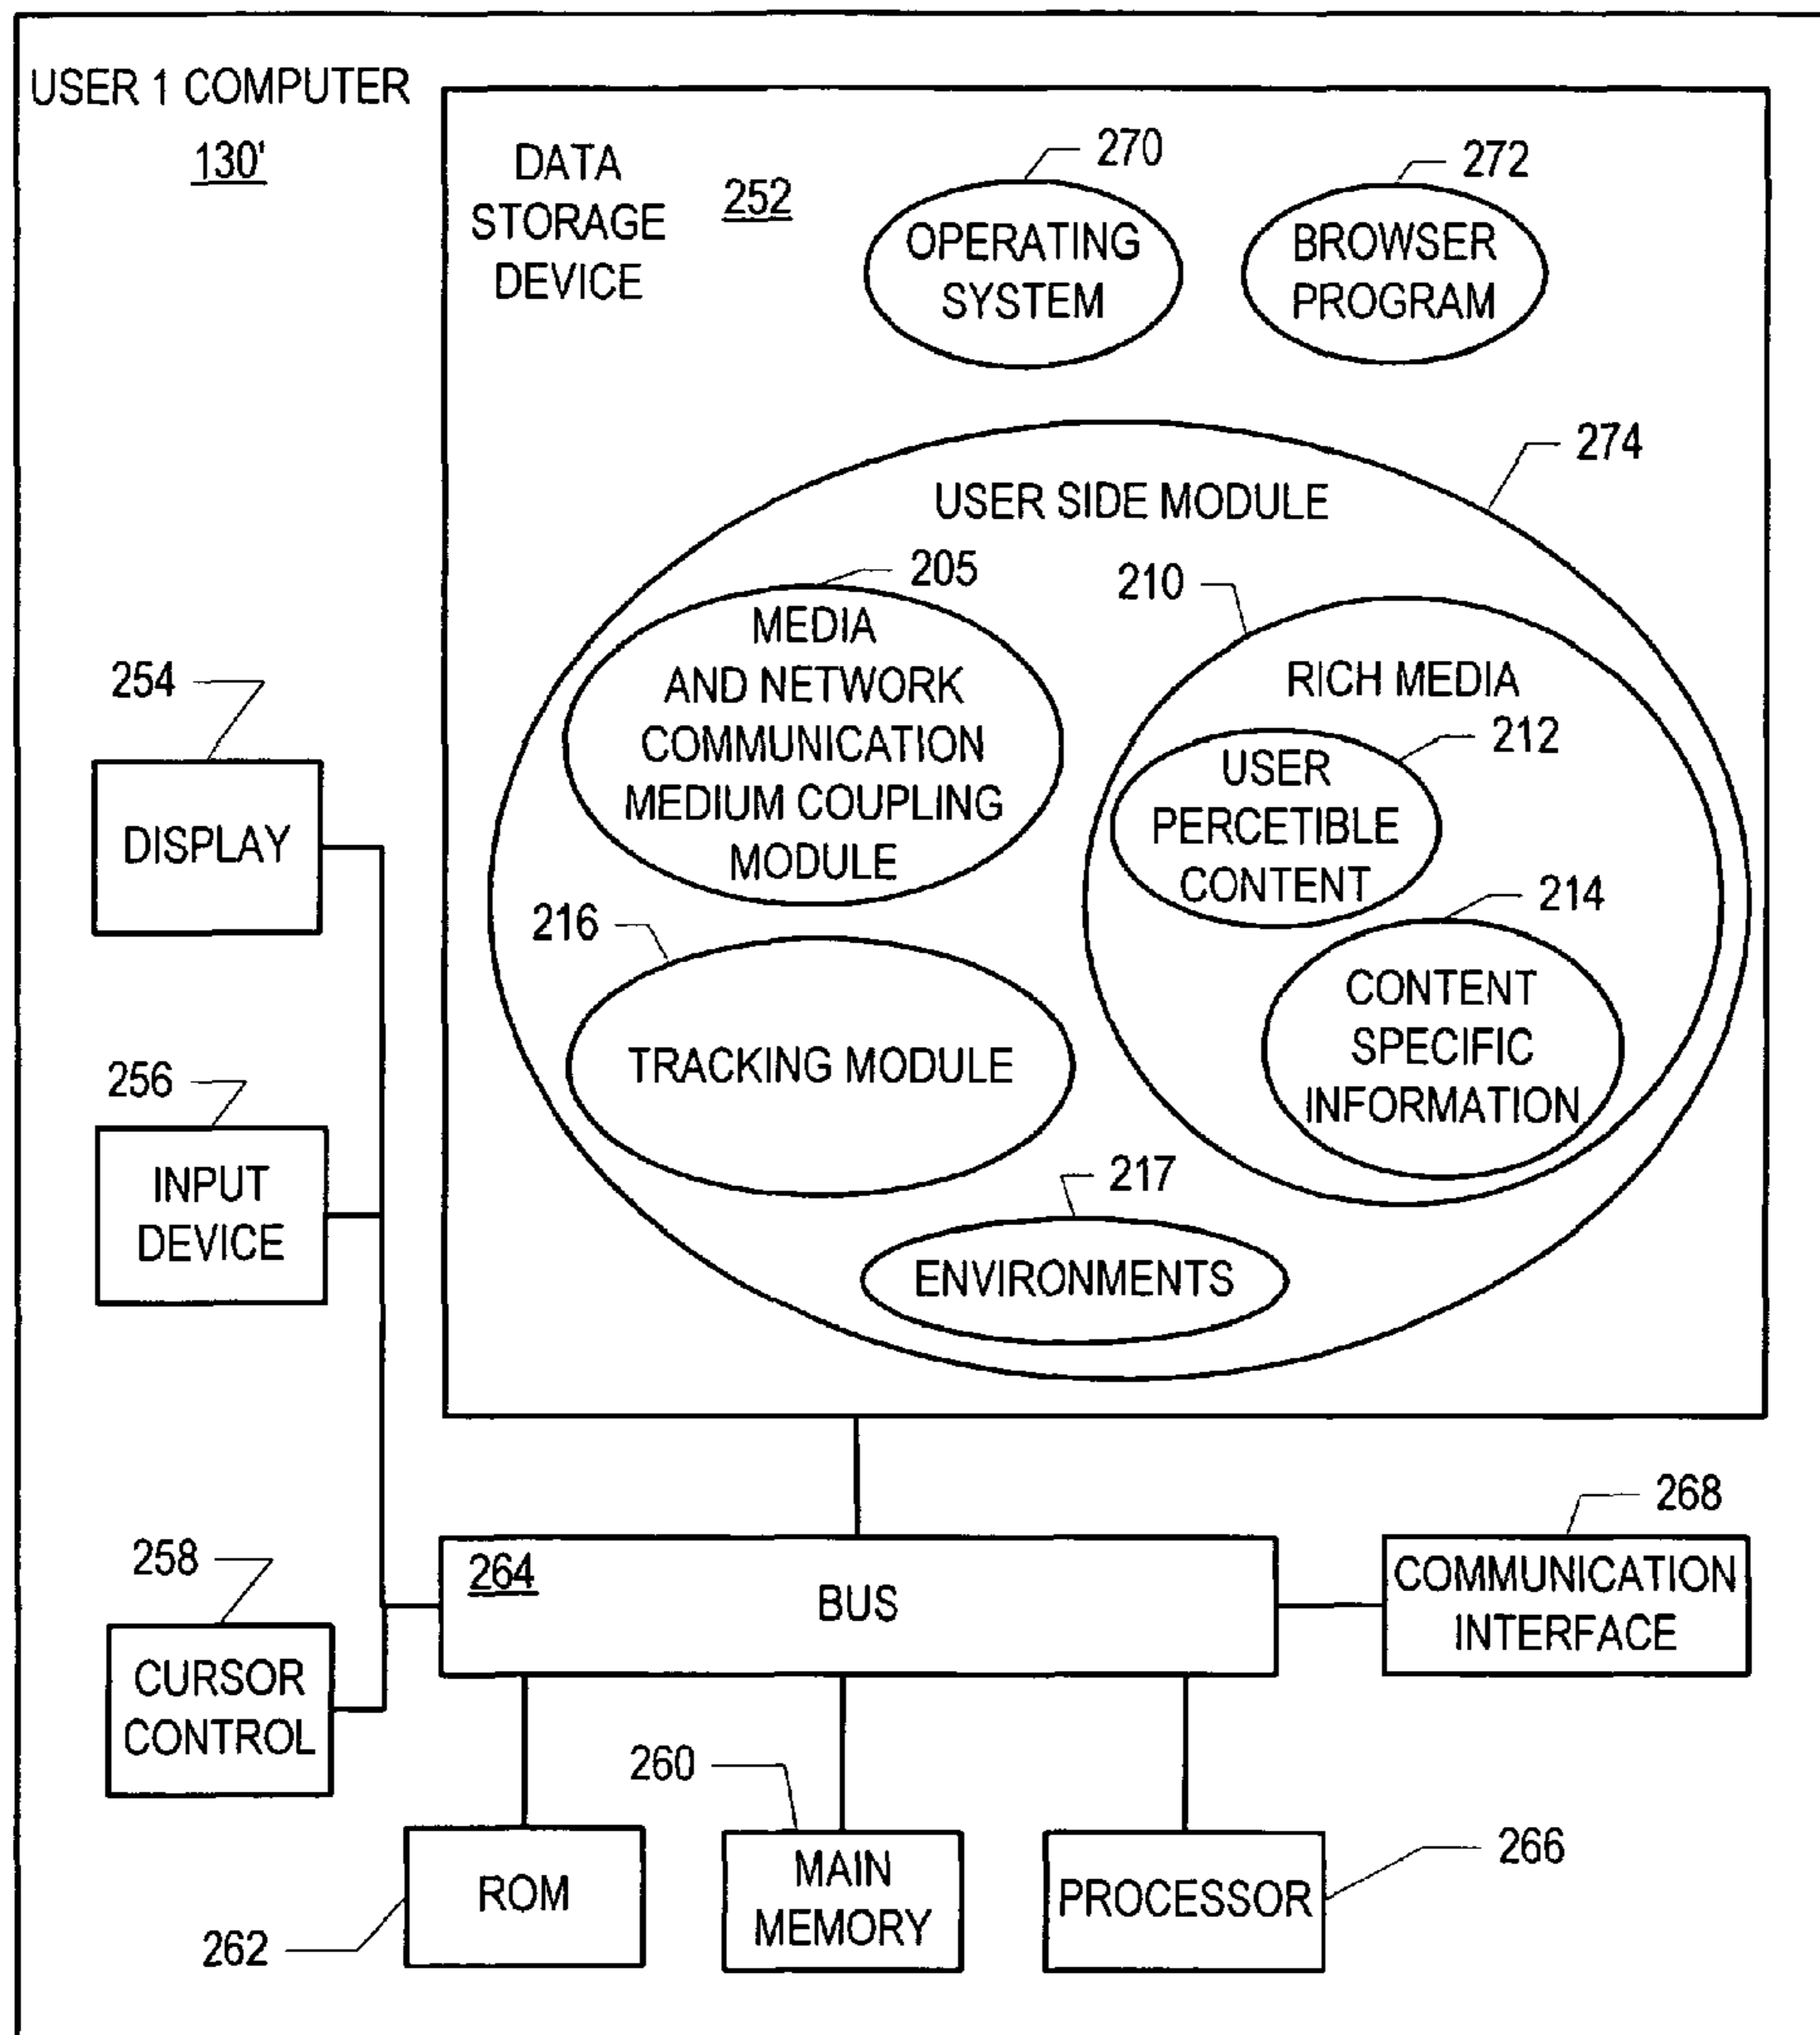 USER 1 COMPUTER
130'
DATA
STORAGE
DEVICE
252
270
OPERATING
SYSTEM
272
BROWSER
PROGRAM
274
USER SIDE MODULE
205
MEDIA
AND NETWORK
COMMUNICATION
MEDIUM COUPLING
MODULE
210
RICH MEDIA
212
USER
PERCETIBLE
CONTENT
214
CONTENT
SPECIFIC
INFORMATION
216
TRACKING MODULE
217
ENVIRONMENTS
254
DISPLAY
256
INPUT
DEVICE
258
CURSOR
CONTROL
264
BUS
268
COMMUNICATION
INTERFACE
262
ROM
260
MAIN
MEMORY
266
PROCESSOR